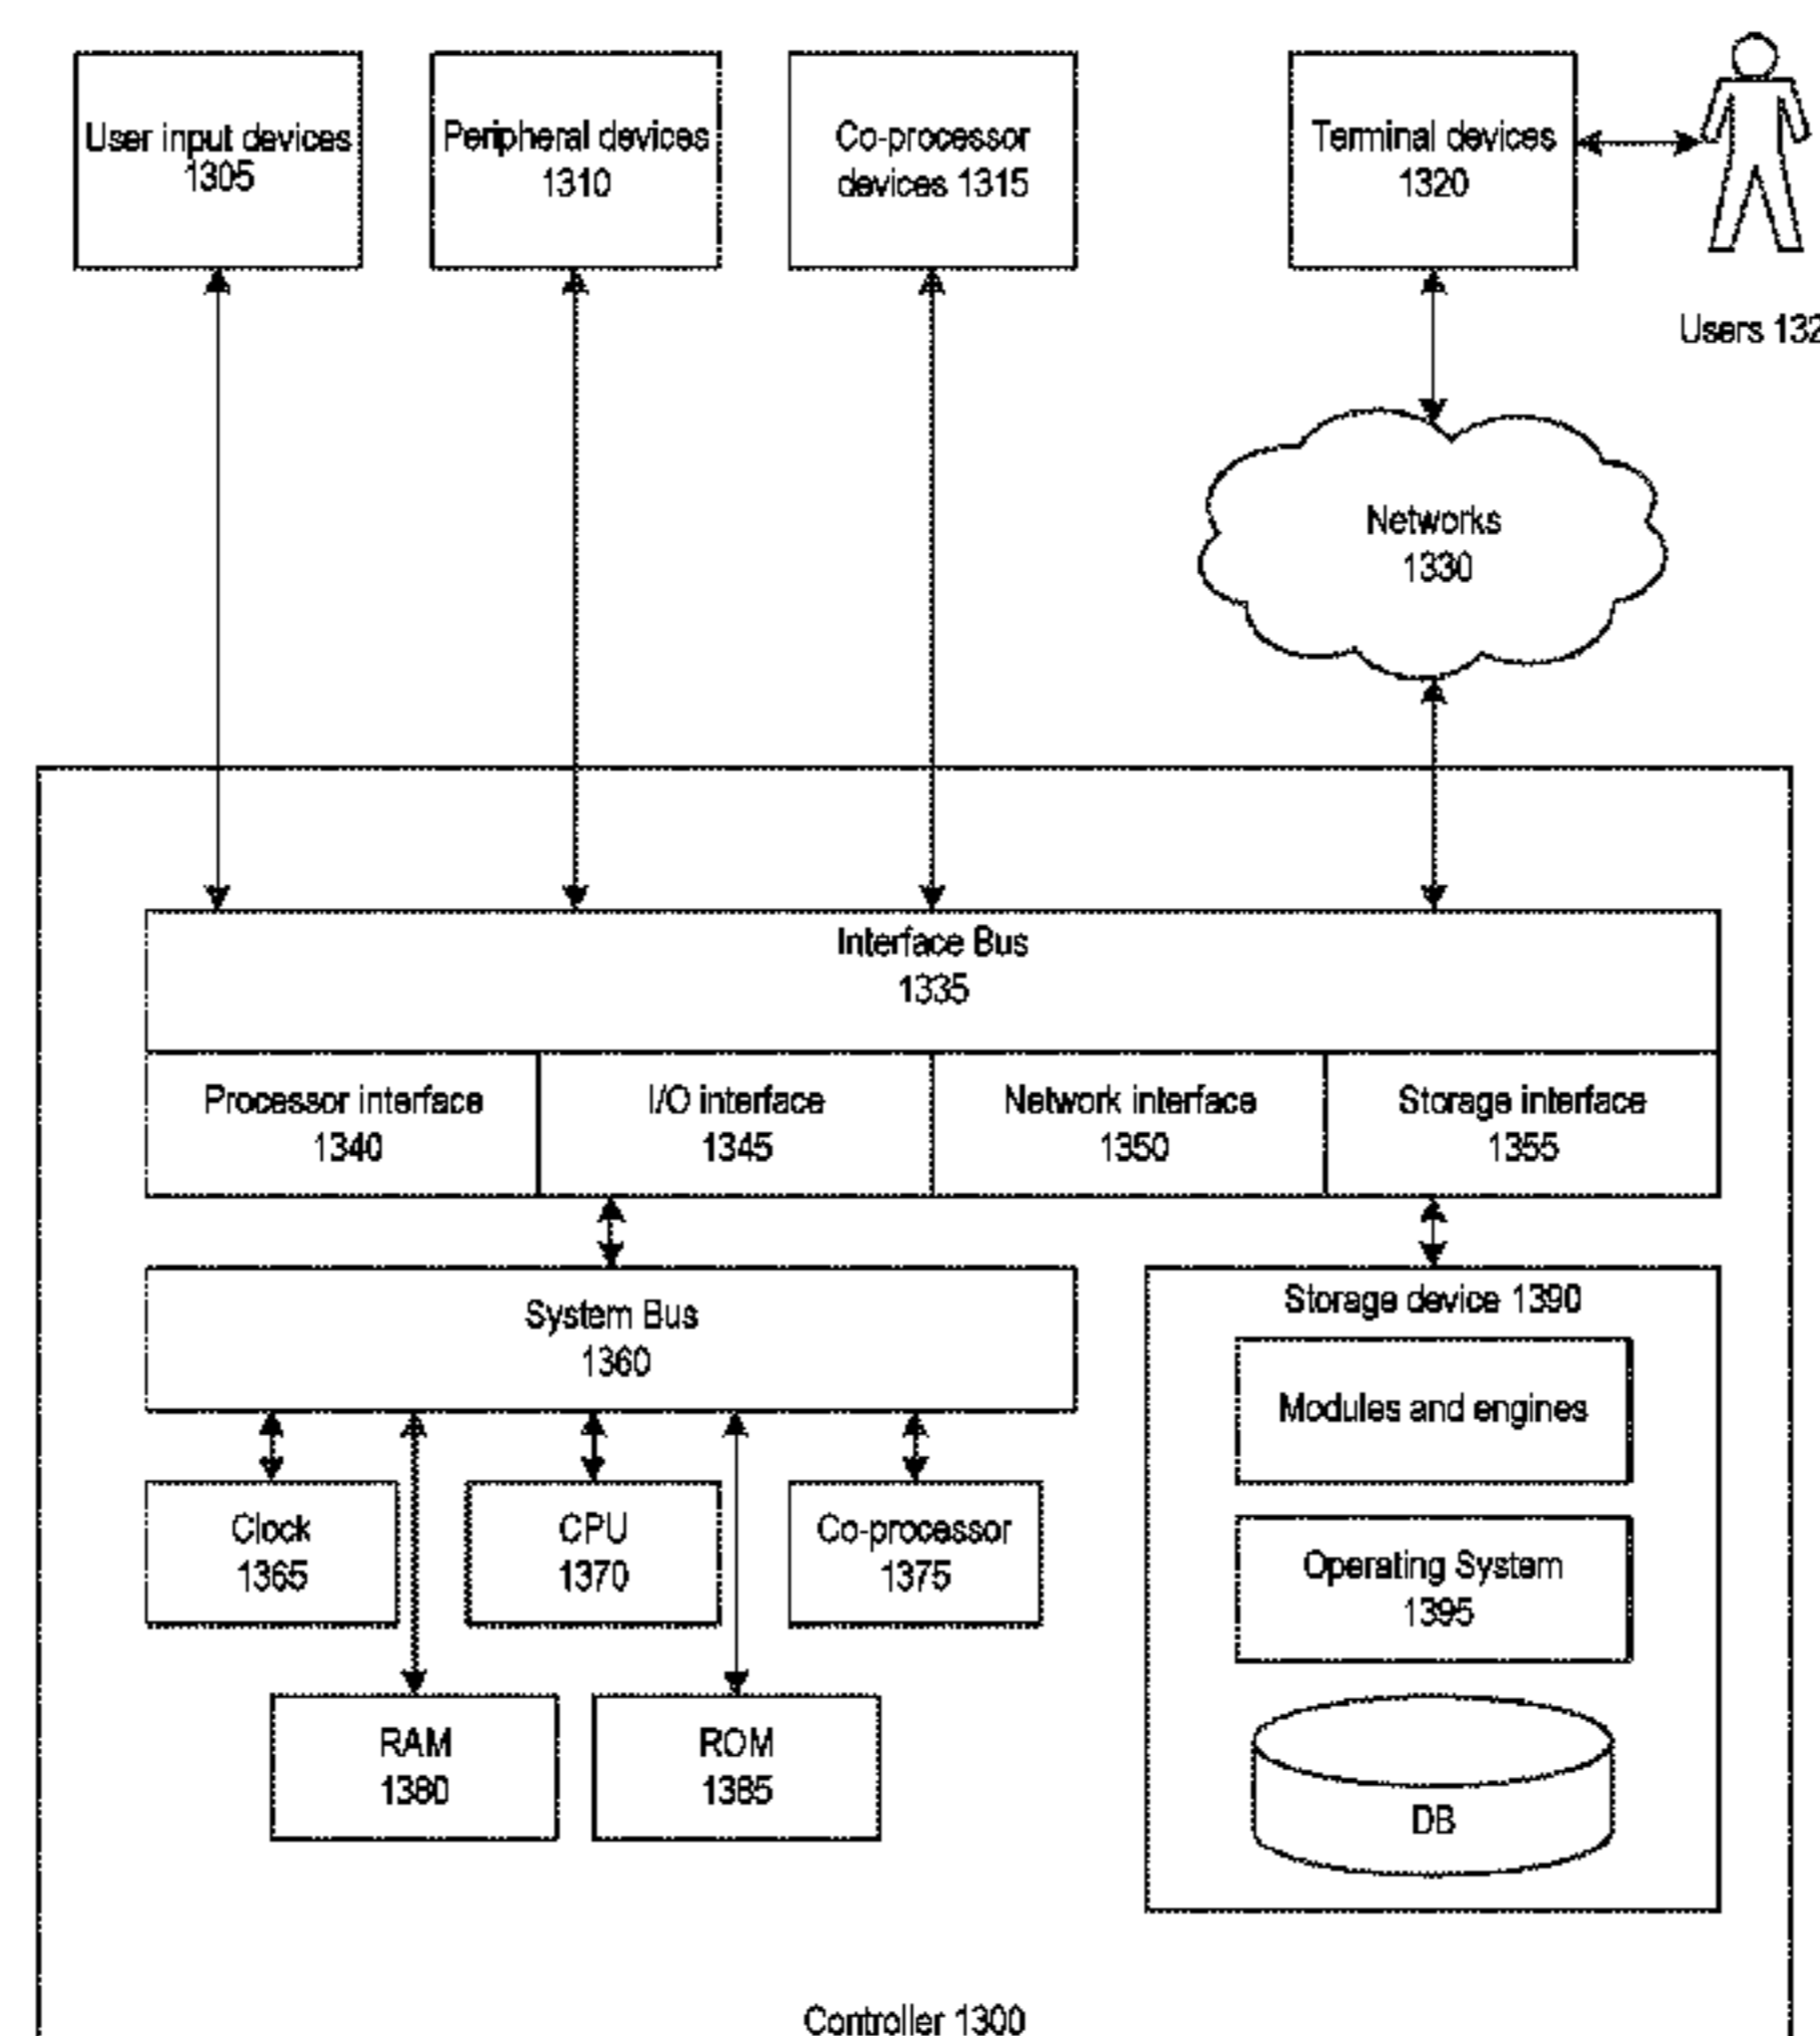 User input devices
1305
Peripheral devices
1310
Co-processor
devices 1315
Terminal devices
1320
Users 132
Networks
1330
Interface Bus
1335
Processor interface
1340
I/O interface
1345
Network interface
1350
Storage interface
1355
System Bus
1360
Storage device 1390
Modules and engines
Clock
1365
CPU
1370
Co-processor
1375
Operating System
1395
RAM
1380
ROM
1385
DB
Controller 1300